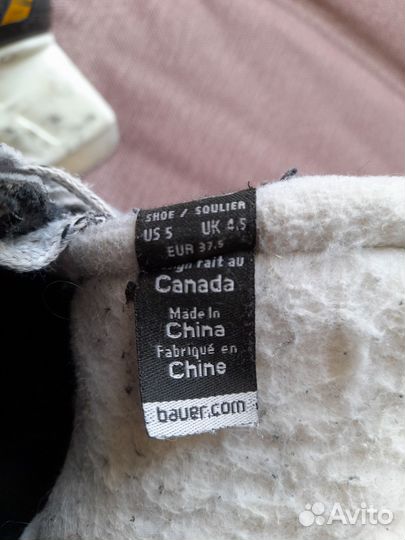 SHOE / SOULIER
US 5 UK 4.5
EUR 37.5
fait au
Canada
Made in
China
Fabriqué en
Chine
bauer.com
Avito